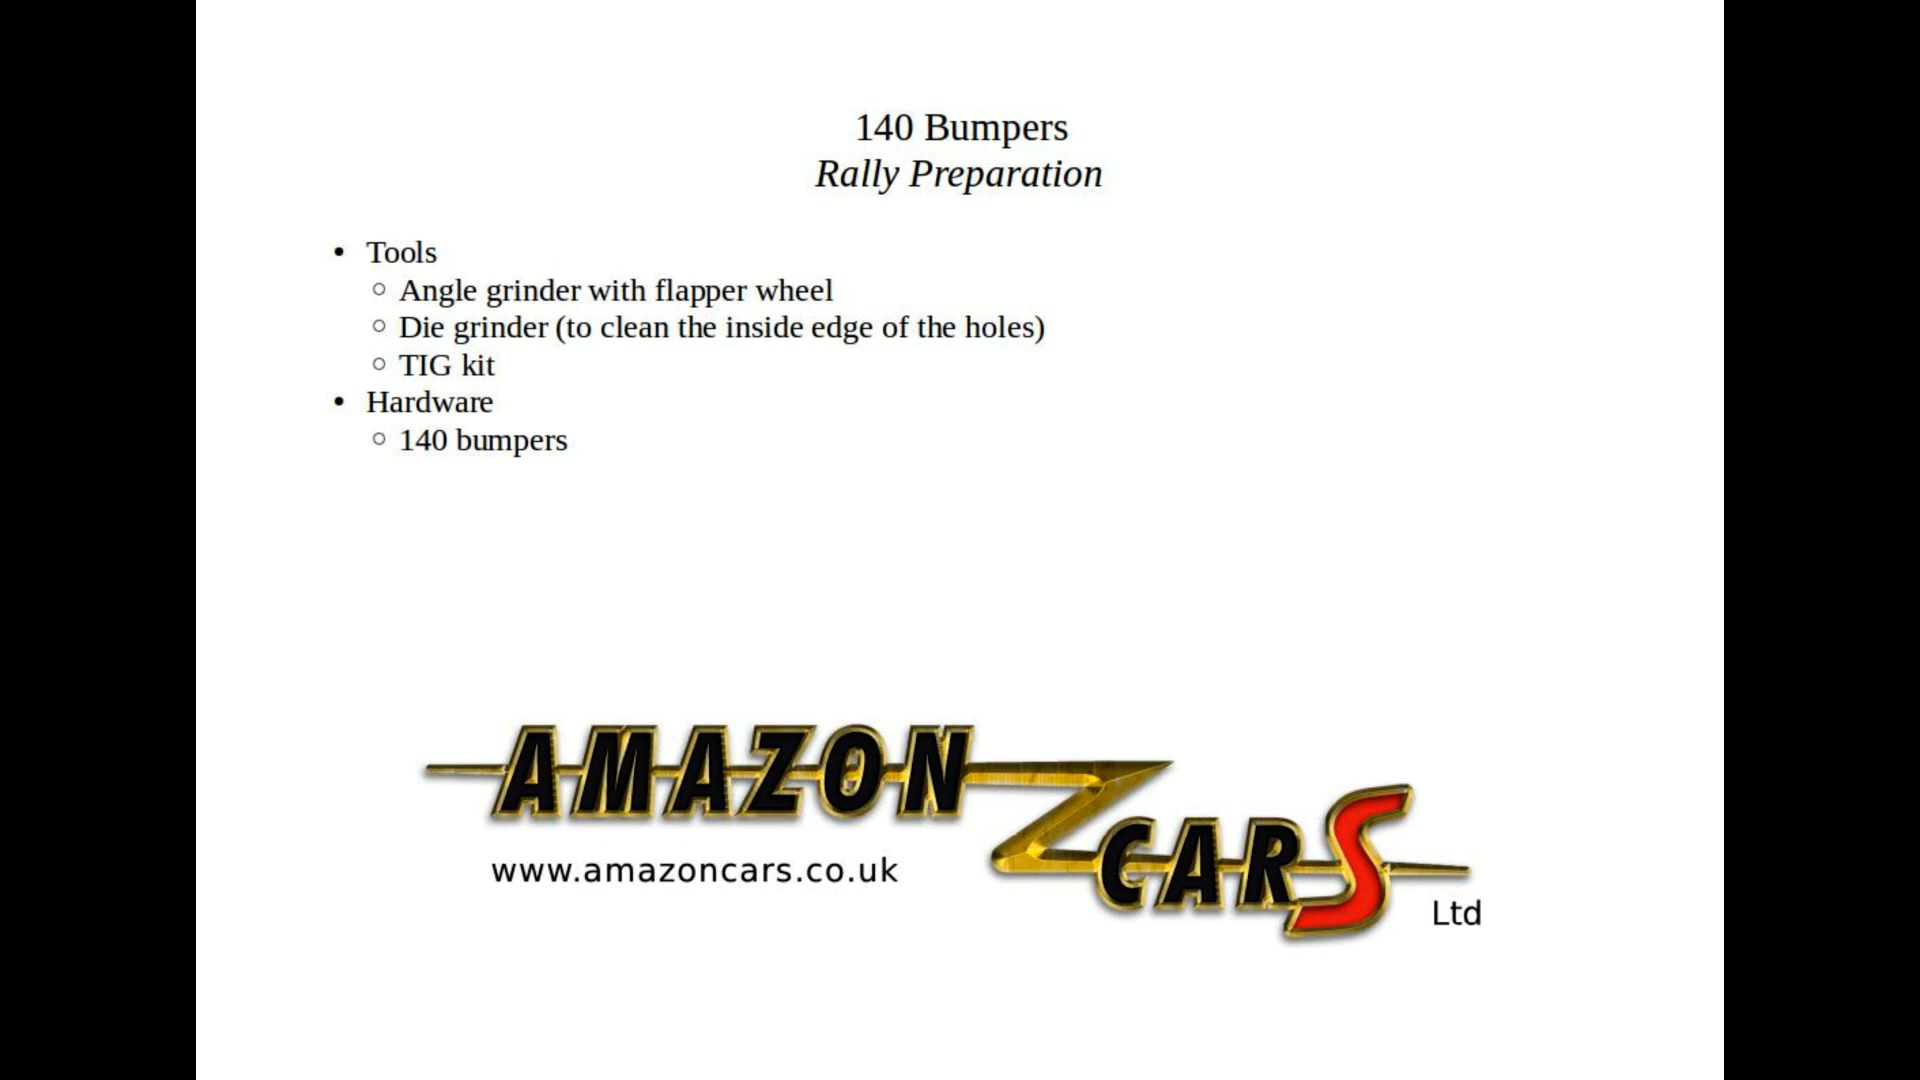 140 Bumpers
Rally Preparation
• Tools
○ Angle grinder with flapper wheel
○ Die grinder (to clean the inside edge of the holes)
○ TIG kit
• Hardware
○ 140 bumpers
AMAZON
CARS
www.amazoncars.co.uk
Ltd